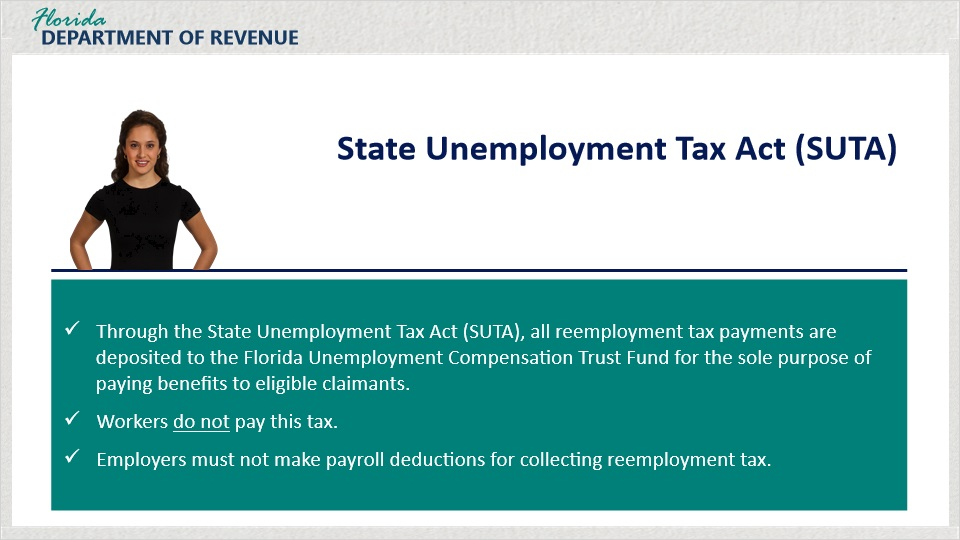 Florida
DEPARTMENT OF REVENUE
State Unemployment Tax Act (SUTA)
✓ Through the State Unemployment Tax Act (SUTA), all reemployment tax payments are
deposited to the Florida Unemployment Compensation Trust Fund for the sole purpose of
paying benefits to eligible claimants.
✓ Workers do not pay this tax.
✓ Employers must not make payroll deductions for collecting reemployment tax.